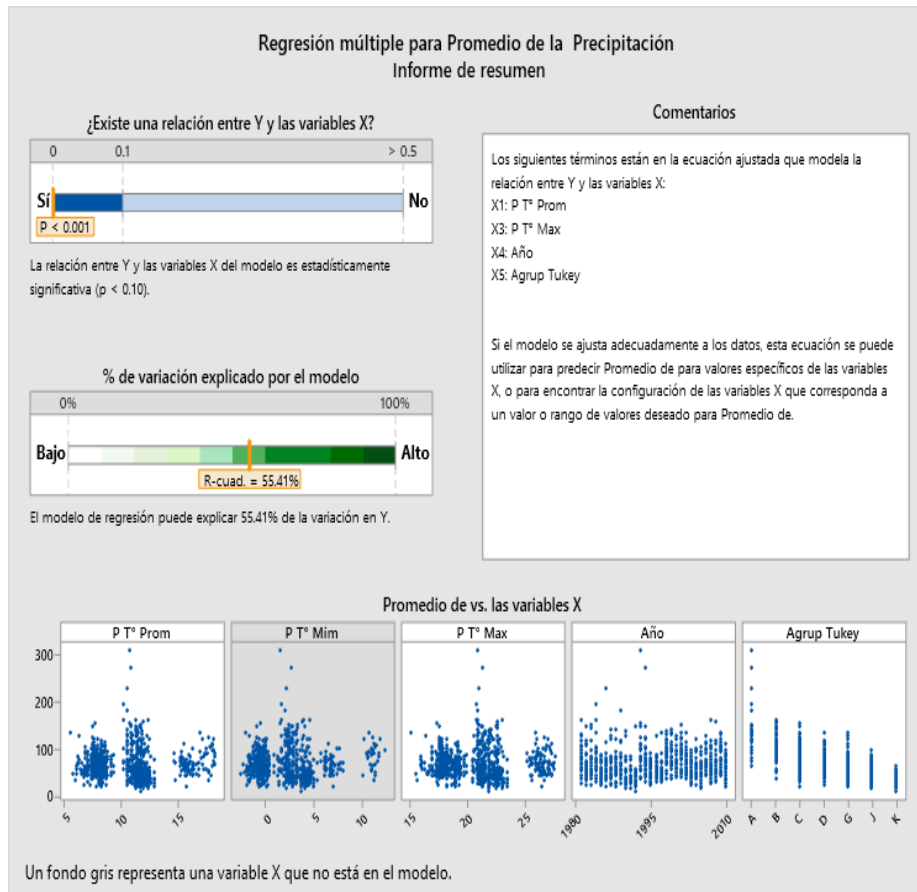 Regresión múltiple para Promedio de la Precipitación
Informe de resumen
¿Existe una relación entre Y y las variables X?
0 0.1 > 0.5
Sí No
P < 0.001
La relación entre Y y las variables X del modelo es estadísticamente
significativa (p < 0.10).
% de variación explicado por el modelo
0% 100%
Bajo Alto
R-cuad. = 55.41%
El modelo de regresión puede explicar 55.41% de la variación en Y.
Comentarios
Los siguientes términos están en la ecuación ajustada que modela la
relación entre Y y las variables X:
X1: P T° Prom
X3: P T° Max
X4: Año
X5: Agrup Tukey
Si el modelo se ajusta adecuadamente a los datos, esta ecuación se puede
utilizar para predecir Promedio de para valores específicos de las variables
X, o para encontrar la configuración de las variables X que corresponda a
un valor o rango de valores deseado para Promedio de.
Promedio de vs. las variables X
P T° Prom P T° Mim P T° Max Año Agrup Tukey
300
200
100
0
5 10 15 0 5 10 15 20 25 1980 1995 2010 A B C D G J K
Un fondo gris representa una variable X que no está en el modelo.